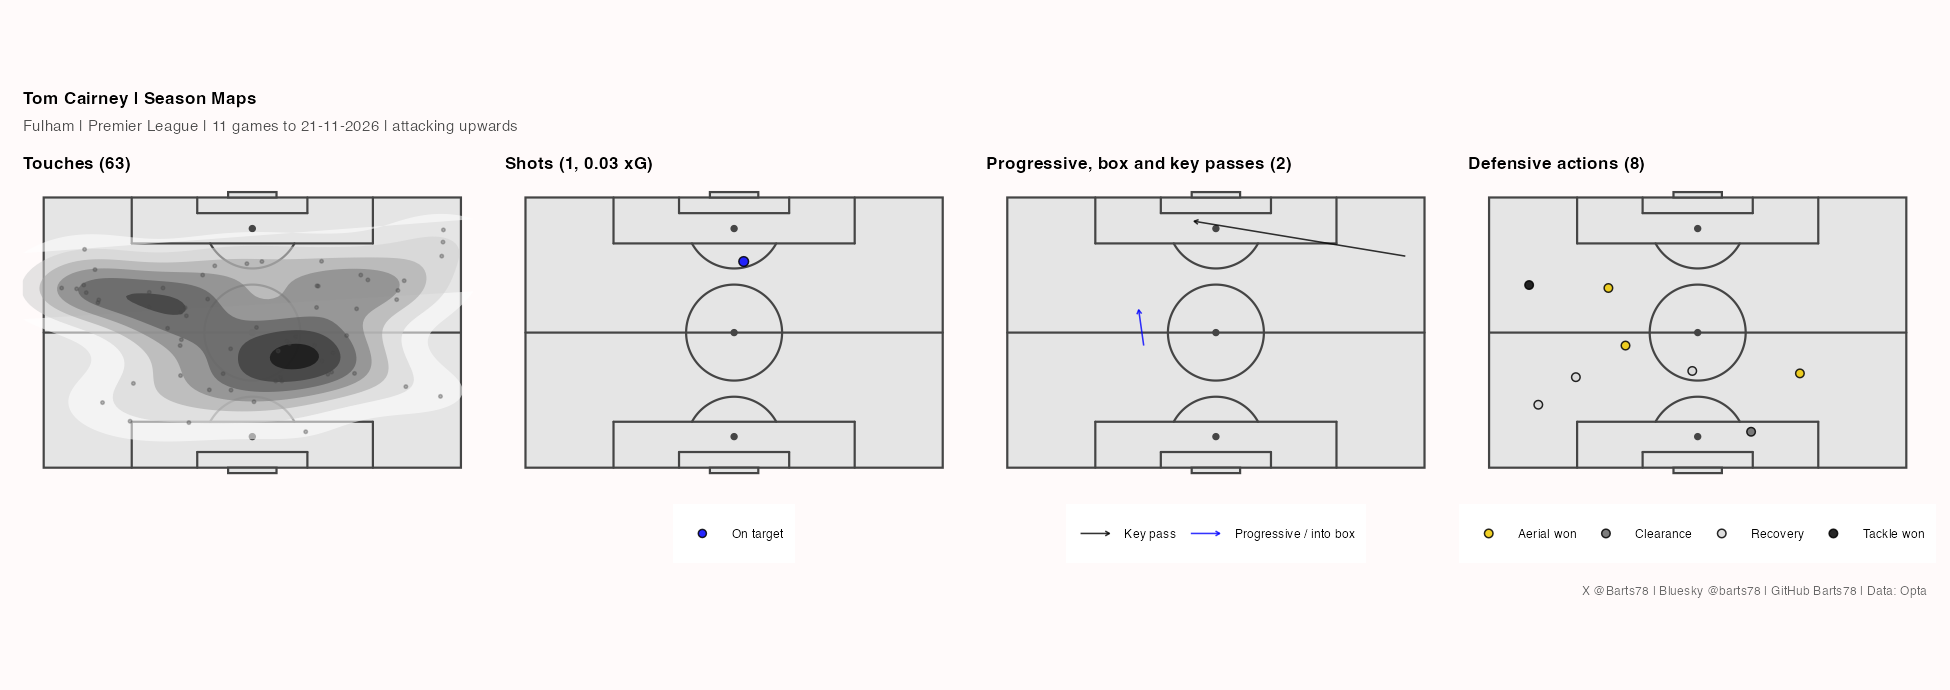 Tom Cairney | Season Maps
Fulham | Premier League | 11 games to 21-11-2026 | attacking upwards
Touches (63)
Shots (1, 0.03 xG)
Progressive, box and key passes (2)
Defensive actions (8)
On target
Key pass
Progressive / into box
Aerial won
Clearance
Recovery
Tackle won
X @Barts78 | Bluesky @barts78 | GitHub Barts78 | Data: Opta